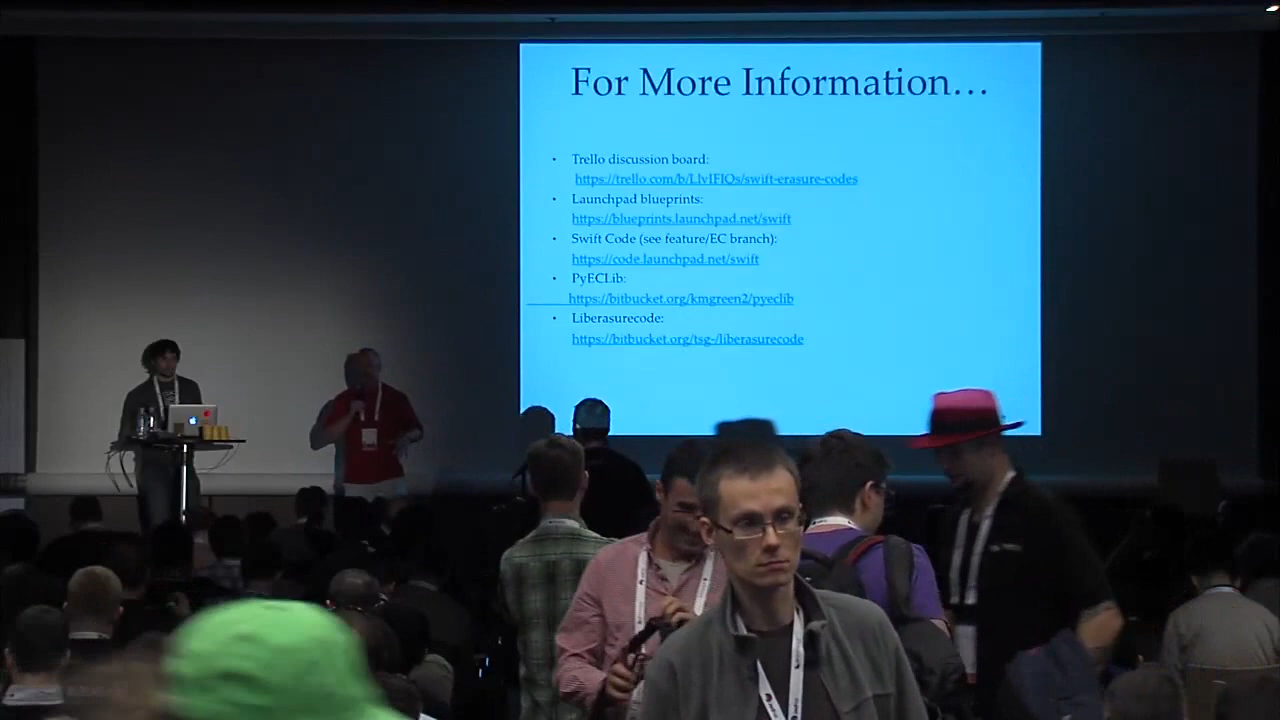 For More Information…
• Trello discussion board:
https://trello.com/b/LlvIFlQs/swift-erasure-codes
• Launchpad blueprints:
https://blueprints.launchpad.net/swift
• Swift Code (see feature/EC branch):
https://code.launchpad.net/swift
• PyECLib:
https://bitbucket.org/kmgreen2/pyeclib
• Liberasurecode:
https://bitbucket.org/tsg-/liberasurecode